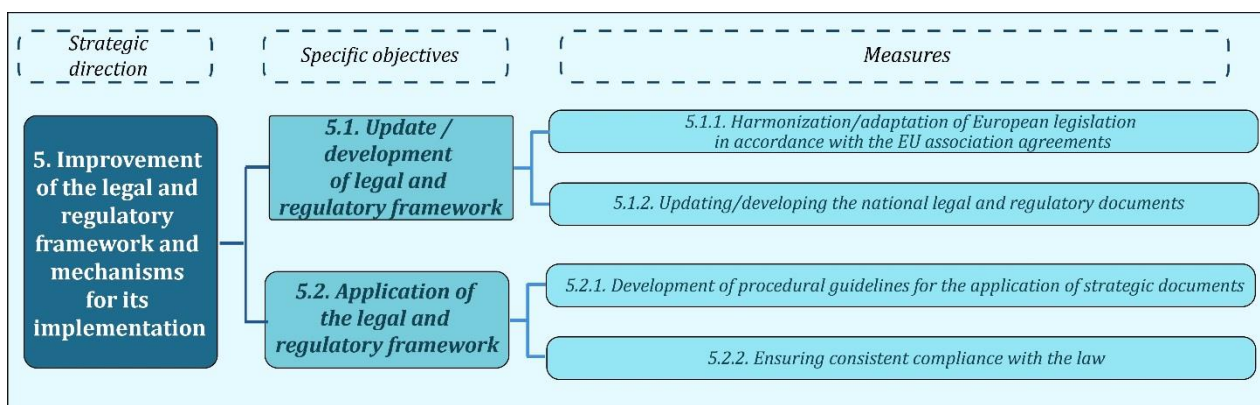 Strategic
direction
Specific objectives
Measures
5. Improvement
of the legal and
regulatory
framework and
mechanisms
for its
implementation
5.1. Update /
development
of legal and
regulatory framework
5.1.1. Harmonization/adaptation of European legislation
in accordance with the EU association agreements
5.1.2. Updating/developing the national legal and regulatory documents
5.2. Application of
the legal and
regulatory framework
5.2.1. Development of procedural guidelines for the application of strategic documents
5.2.2. Ensuring consistent compliance with the law